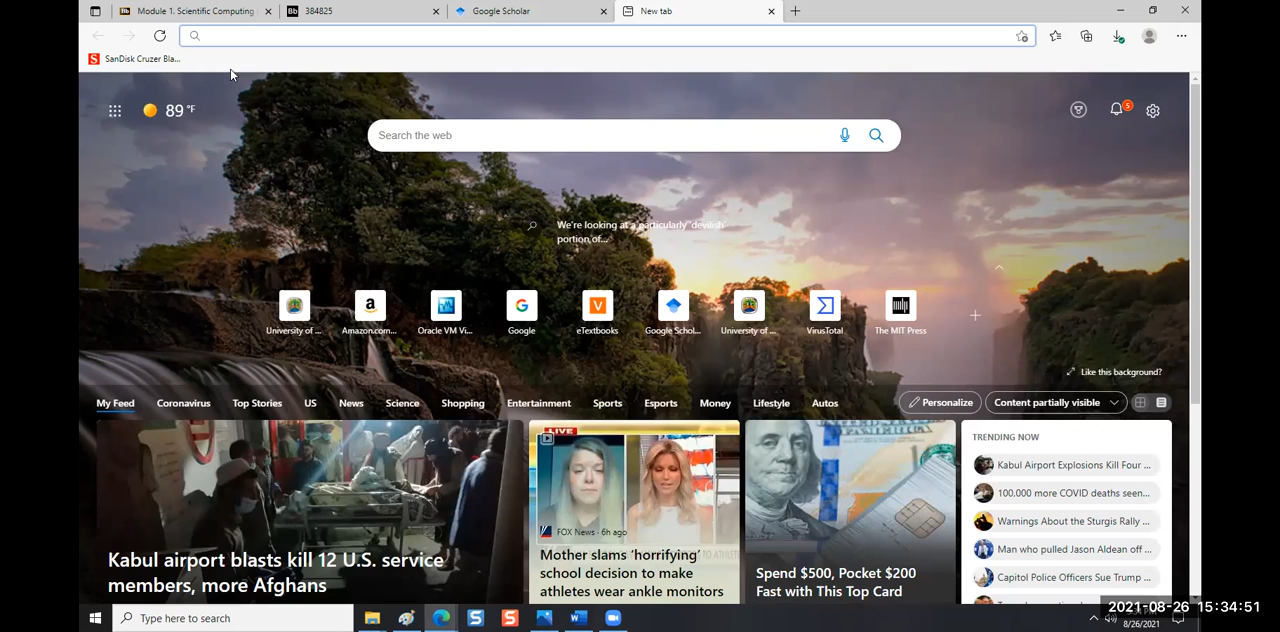 Module 1. Scientific Computing
Bb 384825
Google Scholar
New tab
SanDisk Cruzer Bla...
89 °F
5
Search the web
We're looking at a particularly "devilish"
portion of...
University of ...
Amazon.com...
Oracle VM Vi...
Google
eTextbooks
Google Schol...
University of ...
VirusTotal
The MIT Press
Like this background?
My Feed
Coronavirus
Top Stories
US
News
Science
Shopping
Entertainment
Sports
Esports
Money
Lifestyle
Autos
Personalize
Content partially visible
LIVE
FOX News · 6h ago
Kabul airport blasts kill 12 U.S. service
members, more Afghans
Mother slams 'horrifying'
school decision to make
athletes wear ankle monitors
Spend $500, Pocket $200
Fast with This Top Card
TRENDING NOW
Kabul Airport Explosions Kill Four ...
100,000 more COVID deaths seen...
Warnings About the Sturgis Rally ...
Man who pulled Jason Aldean off ...
Capitol Police Officers Sue Trump ...
Type here to search
2021-08-26 15:34:51
8/26/2021